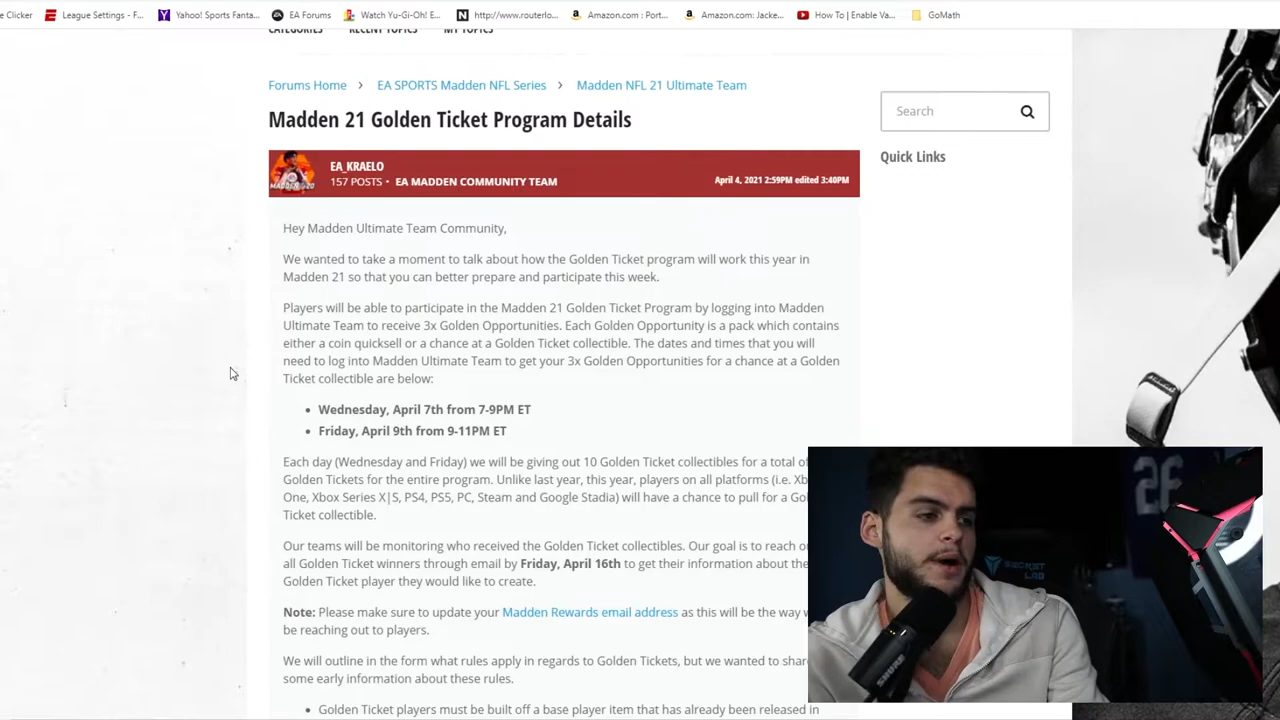 e Clicker League Settings - F... Yahoo! Sports Fanta... EA Forums Watch Yu-Gi-Oh! E... http://www.routerlo... Amazon.com : Port... Amazon.com: Jacke... How To | Enable Va... GoMath
CATEGORIES RECENT TOPICS MY TOPICS
Forums Home > EA SPORTS Madden NFL Series > Madden NFL 21 Ultimate Team
Search
Madden 21 Golden Ticket Program Details
Quick Links
EA_KRAELO
157 POSTS • EA MADDEN COMMUNITY TEAM
April 4, 2021 2:59PM edited 3:40PM
Hey Madden Ultimate Team Community,
We wanted to take a moment to talk about how the Golden Ticket program will work this year in
Madden 21 so that you can better prepare and participate this week.
Players will be able to participate in the Madden 21 Golden Ticket Program by logging into Madden
Ultimate Team to receive 3x Golden Opportunities. Each Golden Opportunity is a pack which contains
either a coin quicksell or a chance at a Golden Ticket collectible. The dates and times that you will
need to log into Madden Ultimate Team to get your 3x Golden Opportunities for a chance at a Golden
Ticket collectible are below:
• Wednesday, April 7th from 7-9PM ET
• Friday, April 9th from 9-11PM ET
Each day (Wednesday and Friday) we will be giving out 10 Golden Ticket collectibles for a total of
Golden Tickets for the entire program. Unlike last year, this year, players on all platforms (i.e. Xb
One, Xbox Series X|S, PS4, PS5, PC, Steam and Google Stadia) will have a chance to pull for a Gol
Ticket collectible.
Our teams will be monitoring who received the Golden Ticket collectibles. Our goal is to reach ou
all Golden Ticket winners through email by Friday, April 16th to get their information about the
Golden Ticket player they would like to create.
Note: Please make sure to update your Madden Rewards email address as this will be the way w
be reaching out to players.
We will outline in the form what rules apply in regards to Golden Tickets, but we wanted to share
some early information about these rules.
• Golden Ticket players must be built off a base player item that has already been released in
26
SECRET
LAB
SHURE